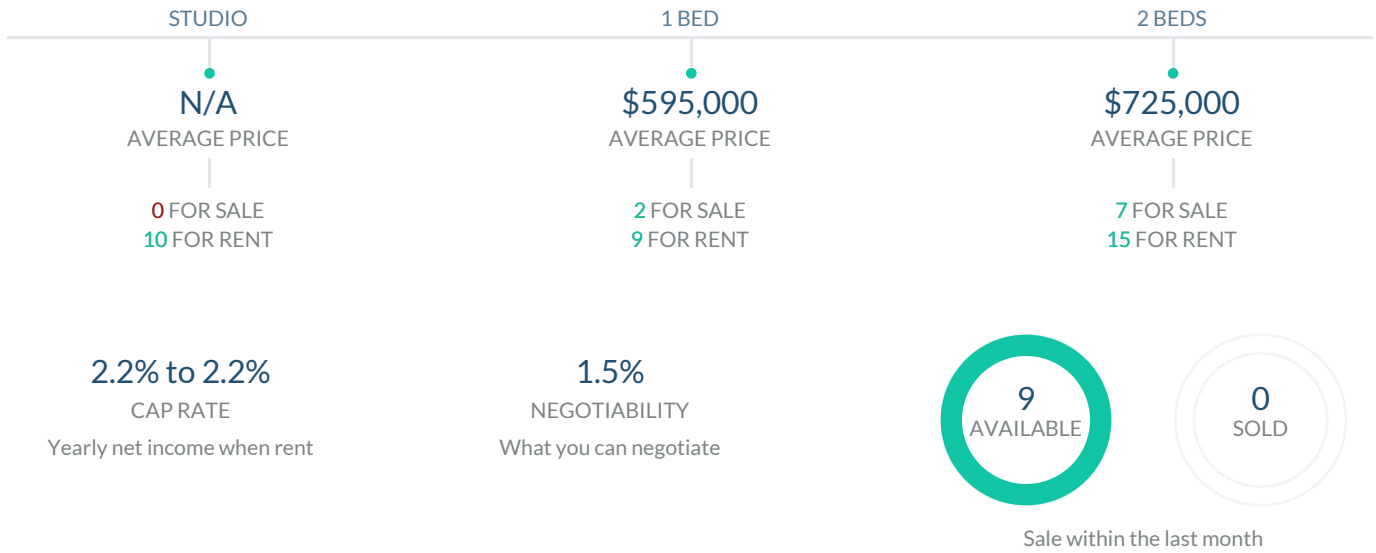 STUDIO
1 BED
2 BEDS
N/A
AVERAGE PRICE
0 FOR SALE
10 FOR RENT
$595,000
AVERAGE PRICE
2 FOR SALE
9 FOR RENT
$725,000
AVERAGE PRICE
7 FOR SALE
15 FOR RENT
2.2% to 2.2%
CAP RATE
Yearly net income when rent
1.5%
NEGOTIABILITY
What you can negotiate
9
AVAILABLE
0
SOLD
Sale within the last month